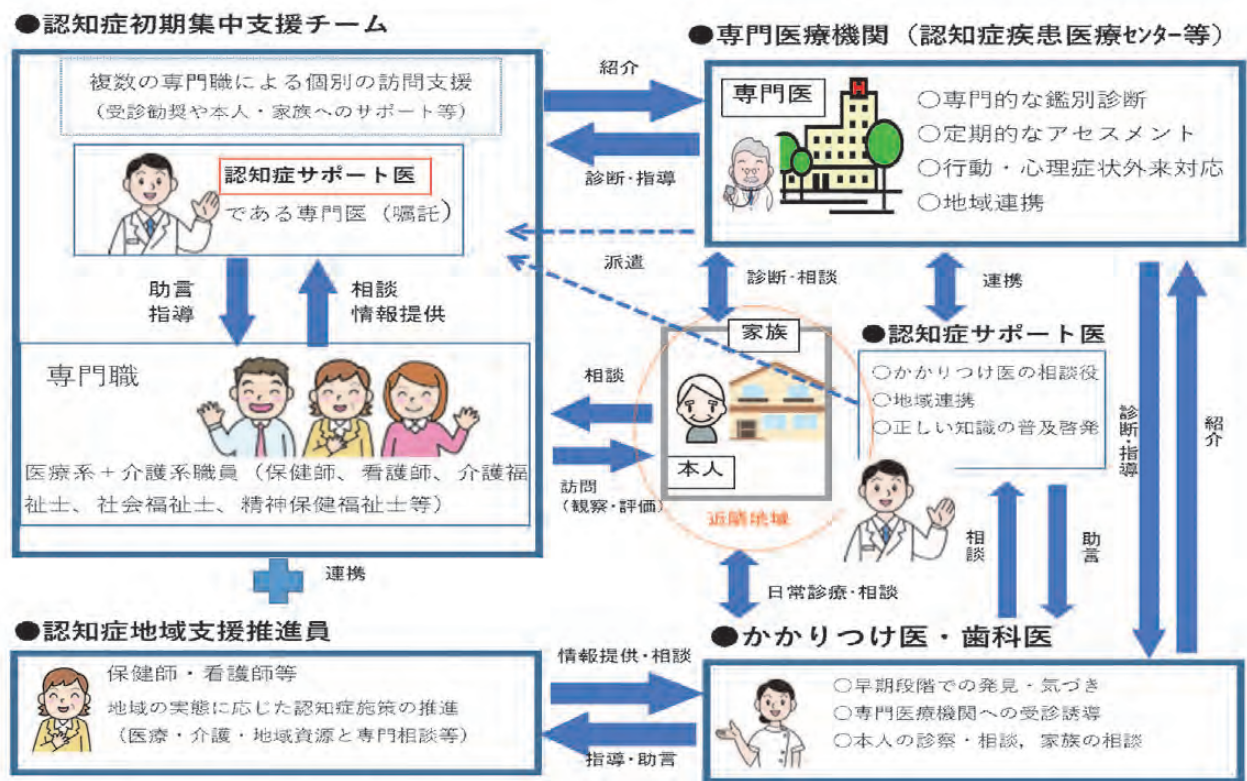 ●認知症初期集中支援チーム
複数の専門職による個別の訪問支援
(受診勧奨や本人・家族へのサポート等)
認知症サポート医
である専門医（嘱託）
助言
指導
相談
情報提供
専門職
医療系＋介護系職員（保健師、看護師、介護福
祉士、社会福祉士、精神保健福祉士等）
連携
●認知症地域支援推進員
保健師・看護師等
地域の実態に応じた認知症施策の推進
（医療・介護・地域資源と専門相談等）
紹介
診断・指導
派遣
相談
訪問
(観察・評価)
情報提供・相談
指導・助言
●専門医療機関（認知症疾患医療センター等）
専門医
H
○専門的な鑑別診断
○定期的なアセスメント
○行動・心理症状外来対応
○地域連携
診断・相談
連携
家族
本人
近隣地域
●認知症サポート医
○かかりつけ医の相談役
○地域連携
○正しい知識の普及啓発
相談
助言
診断・指導
紹介
日常診療・相談
●かかりつけ医・歯科医
○早期段階での発見・気づき
○専門医療機関への受診誘導
○本人の診察・相談，家族の相談